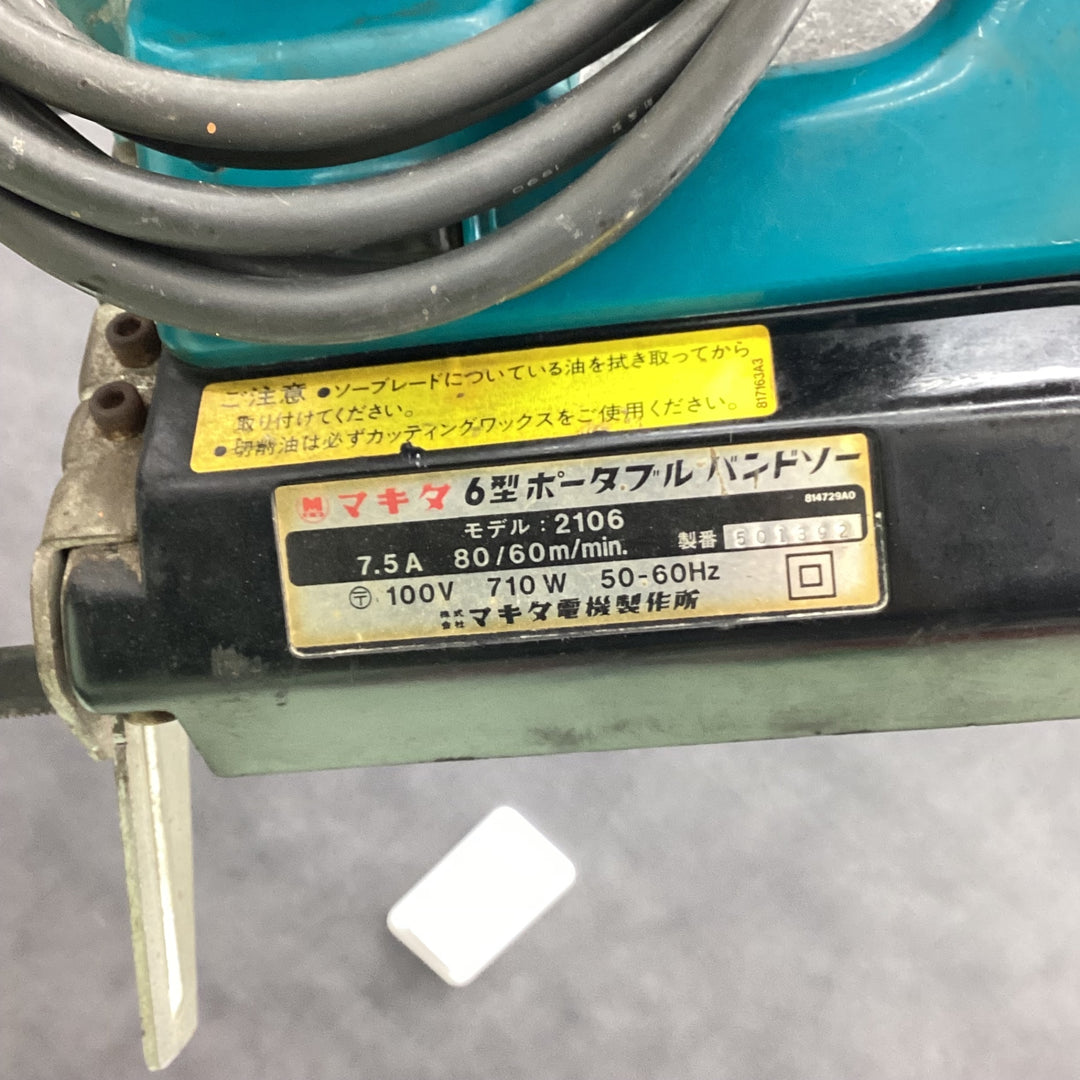 ご注意 ●ソーブレードについている油を拭き取ってから
取り付けてください。
●切削油は必ずカッティングワックスをご使用ください。
817163A3
マキタ 6型ポータブルバンドソー
814729A0
モデル：2106
7.5A 80/60m/min. 製番 501392
〒 100V 710W 50-60Hz
株式会社 マキタ電機製作所